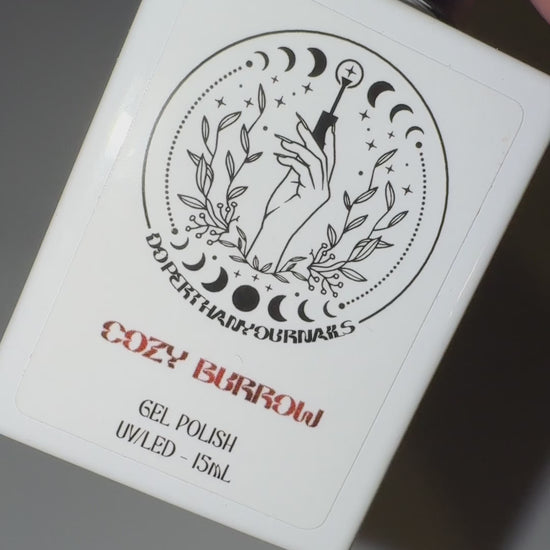 DOPERTHANYOURNAILS
COZY BURROW
GEL POLISH
UV/LED - 15mL